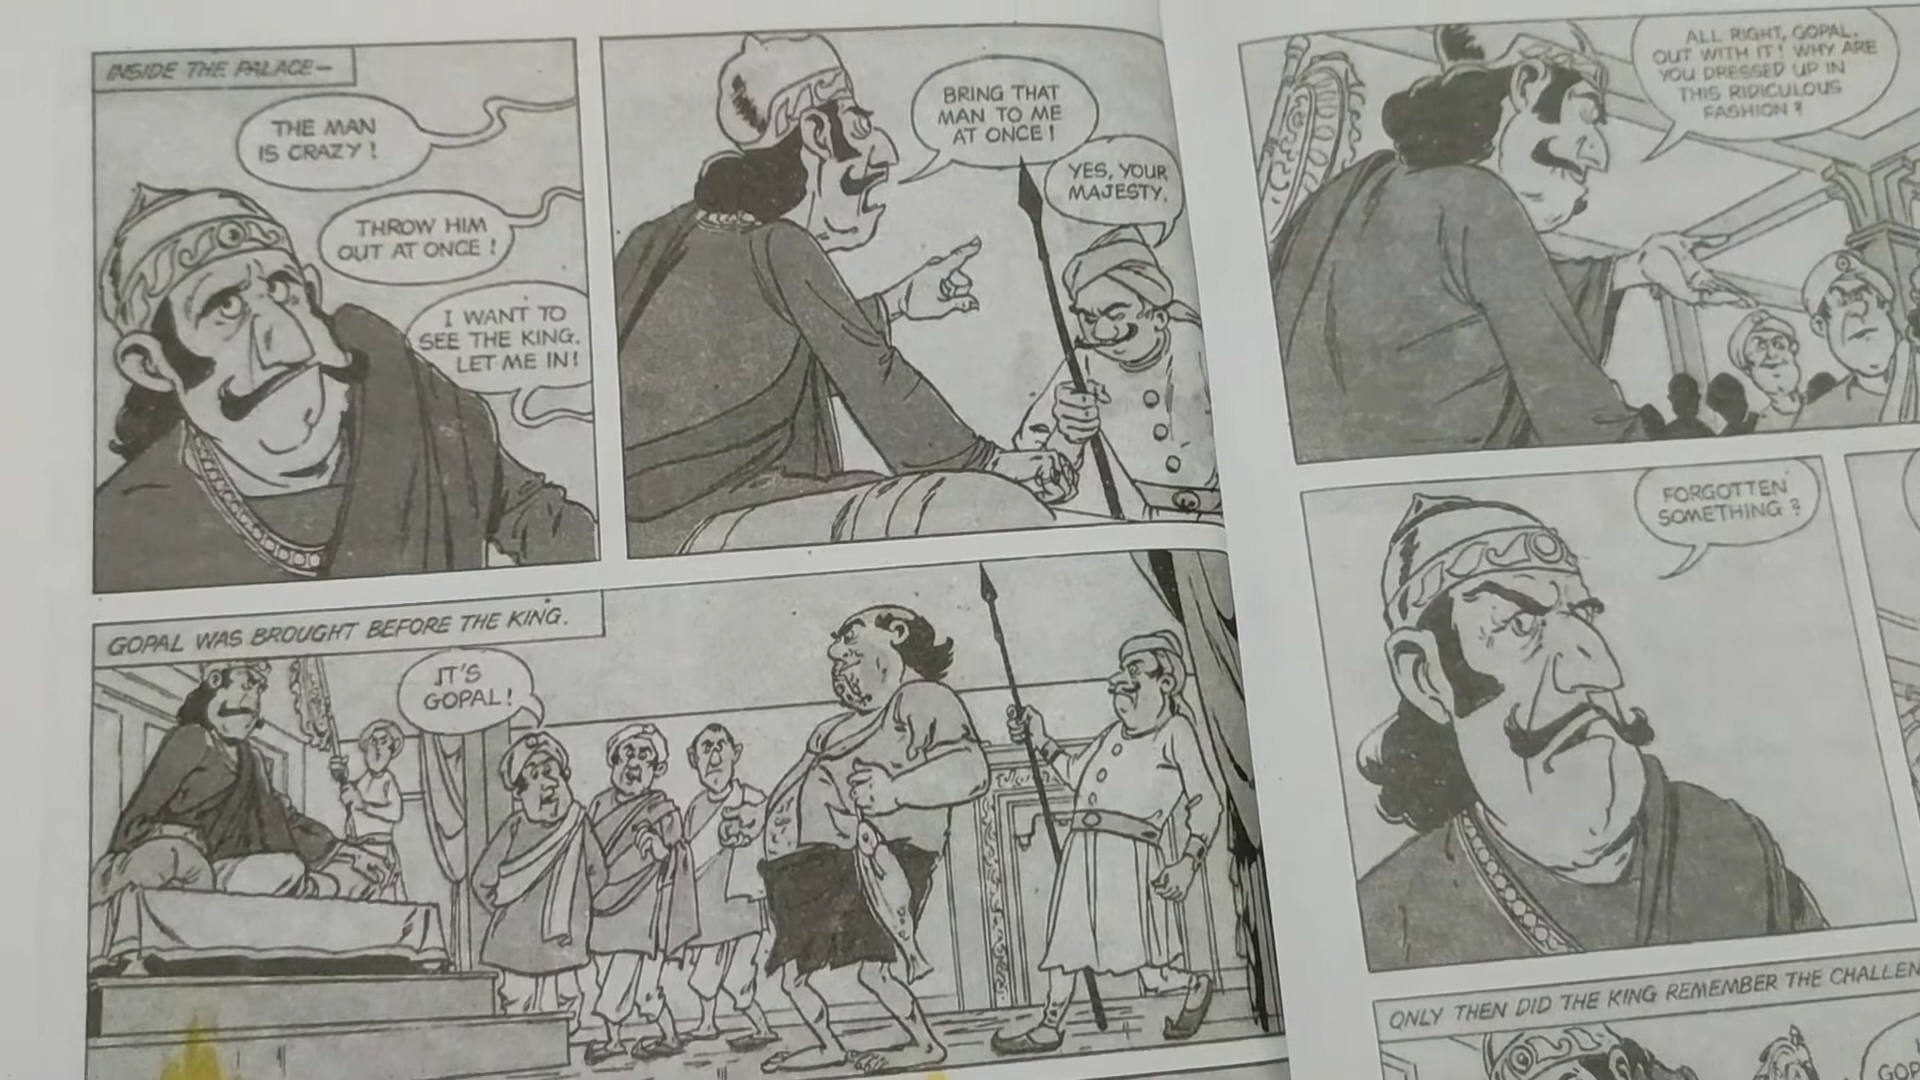 INSIDE THE PALACE—
THE MAN
IS CRAZY!
THROW HIM
OUT AT ONCE!
I WANT TO
SEE THE KING.
LET ME IN!
BRING THAT
MAN TO ME
AT ONCE!
YES, YOUR
MAJESTY.
GOPAL WAS BROUGHT BEFORE THE KING.
IT'S
GOPAL!
ALL RIGHT, GOPAL.
OUT WITH IT! WHY ARE
YOU DRESSED UP IN
THIS RIDICULOUS
FASHION?
FORGOTTEN
SOMETHING?
ONLY THEN DID THE KING REMEMBER THE